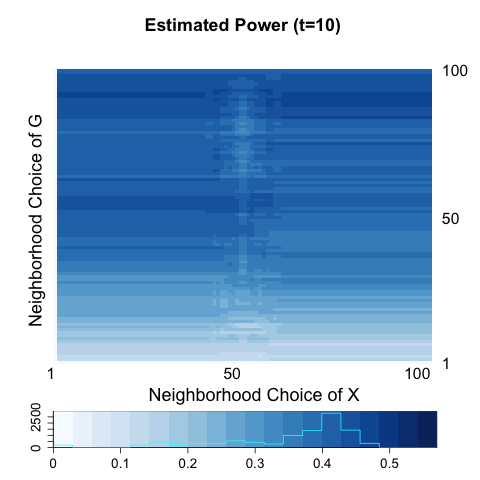 Estimated Power (t=10)
Neighborhood Choice of G
100
50
1
1 50 100
Neighborhood Choice of X
0 2500
0 0.1 0.2 0.3 0.4 0.5